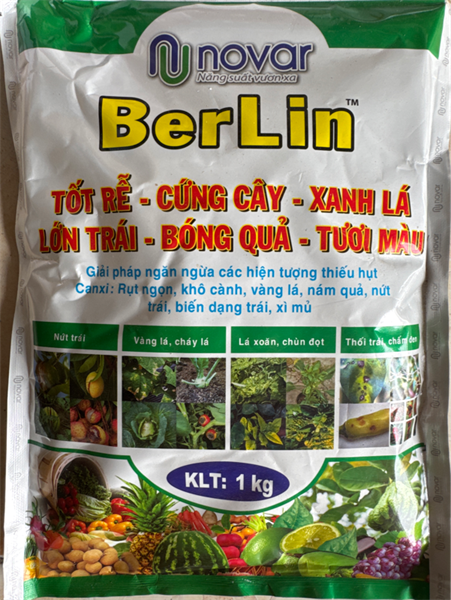 novar
Năng suất vươn xa
BerLin™
TỐT RỄ - CỨNG CÂY - XANH LÁ
LỚN TRÁI - BÓNG QUẢ - TƯƠI MÀU
Giải pháp ngăn ngừa các hiện tượng thiếu hụt
Canxi: Rụt ngọn, khô cành, vàng lá, nám quả, nứt
trái, biến dạng trái, xì mủ
Nứt trái
Vàng lá, cháy lá
Lá xoăn, chùn đọt
Thối trái, chấm đen
KLT: 1 kg